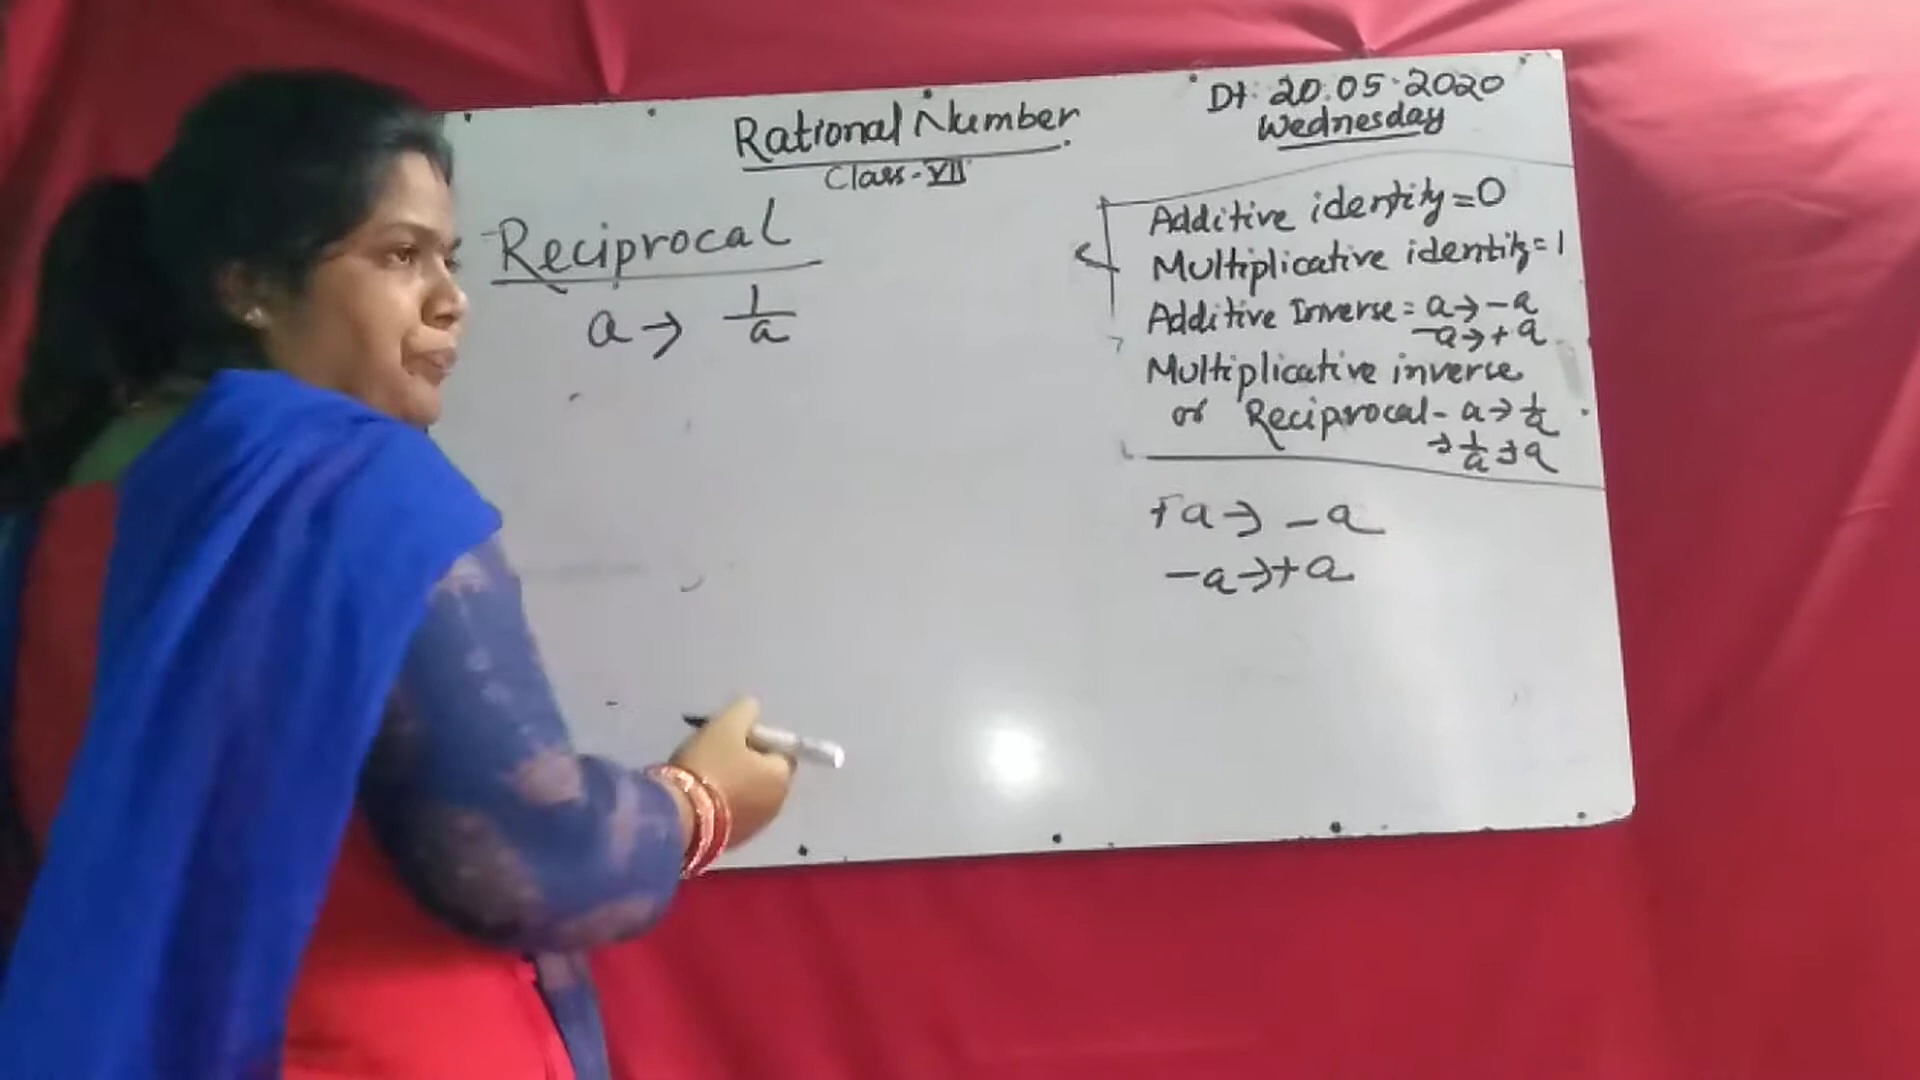 Rational Number
Class-VII
Dt: 20.05.2020
Wednesday
Reciprocal
a → 1/a
Additive identity = 0
Multiplicative identity = 1
Additive Inverse = a → -a
-a → +a
Multiplicative inverse
or Reciprocal - a → 1/a
→ 1/a → a
+a → -a
-a → +a